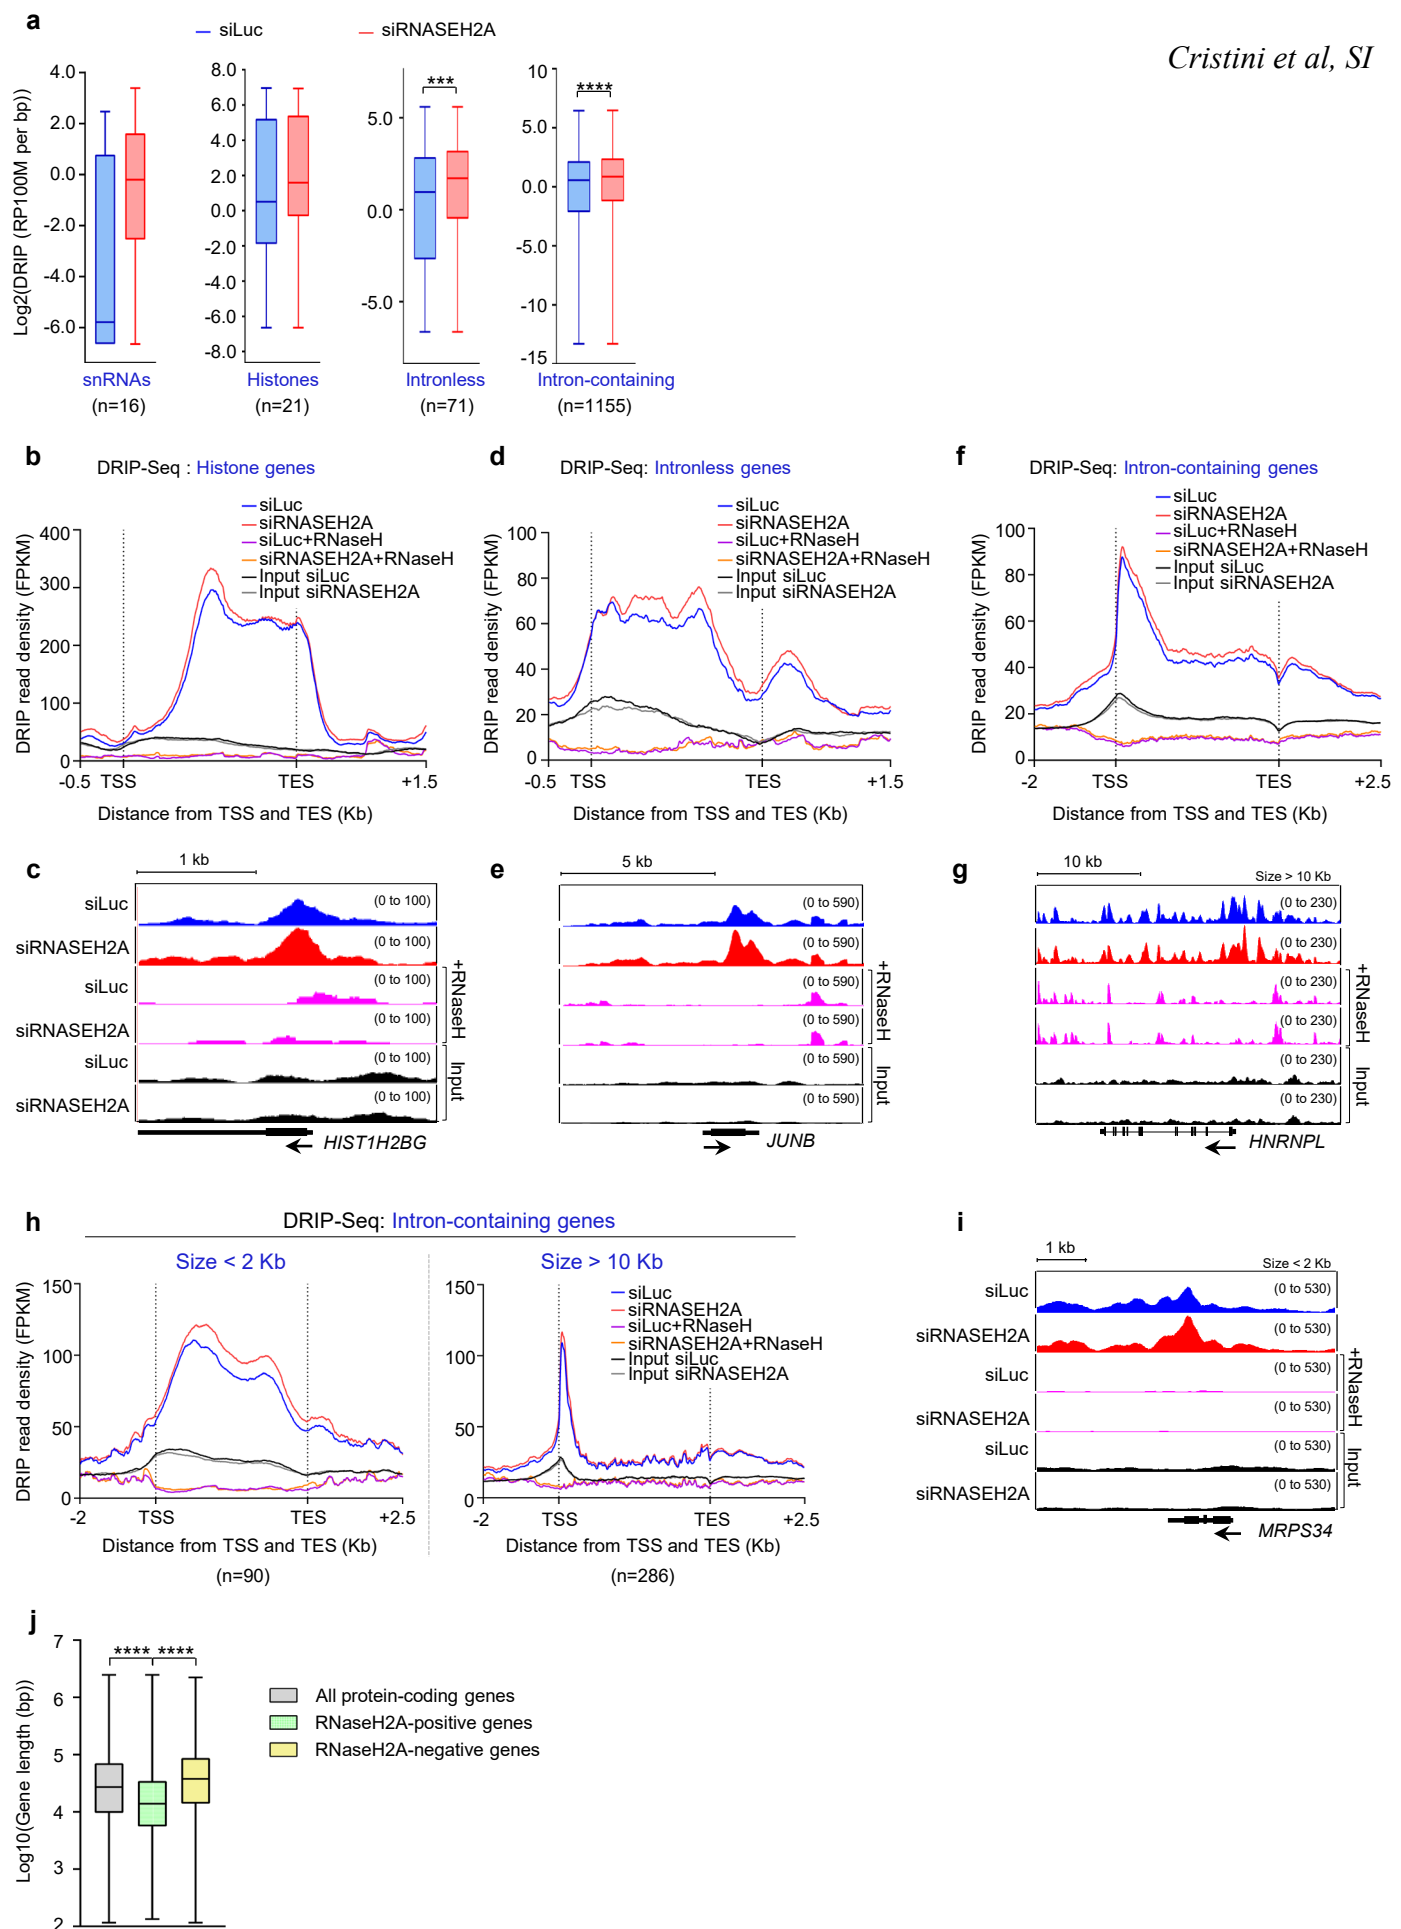 Cristini et al, SI
a
siLuc
siRNASEH2A
Log2(DRIP (RP100M per bp))
4.0
2.0
0.0
-2.0
-4.0
-6.0
snRNAs
(n=16)
8.0
6.0
4.0
2.0
0.0
-2.0
-4.0
-6.0
-8.0
Histones
(n=21)
***
5.0
0.0
-5.0
Intronless
(n=71)
****
10
5.0
0.0
-5.0
-10
-15
Intron-containing
(n=1155)
b
DRIP-Seq : Histone genes
siLuc
siRNASEH2A
siLuc+RNaseH
siRNASEH2A+RNaseH
Input siLuc
Input siRNASEH2A
DRIP read density (FPKM)
400
300
200
100
0
-0.5 TSS TES +1.5
Distance from TSS and TES (Kb)
d
DRIP-Seq: Intronless genes
siLuc
siRNASEH2A
siLuc+RNaseH
siRNASEH2A+RNaseH
Input siLuc
Input siRNASEH2A
DRIP read density (FPKM)
100
80
60
40
20
0
-0.5 TSS TES +1.5
Distance from TSS and TES (Kb)
f
DRIP-Seq: Intron-containing genes
siLuc
siRNASEH2A
siLuc+RNaseH
siRNASEH2A+RNaseH
Input siLuc
Input siRNASEH2A
DRIP read density (FPKM)
100
80
60
40
20
0
-2 TSS TES +2.5
Distance from TSS and TES (Kb)
c
1 kb
siLuc (0 to 100)
siRNASEH2A (0 to 100)
siLuc (0 to 100)
siRNASEH2A (0 to 100)
siLuc (0 to 100)
siRNASEH2A (0 to 100)
+RNaseH
Input
HIST1H2BG
e
5 kb
(0 to 590)
(0 to 590)
(0 to 590)
(0 to 590)
(0 to 590)
(0 to 590)
+RNaseH
Input
JUNB
g
10 kb
Size > 10 Kb
(0 to 230)
(0 to 230)
(0 to 230)
(0 to 230)
(0 to 230)
(0 to 230)
+RNaseH
Input
HNRNPL
h
DRIP-Seq: Intron-containing genes
Size < 2 Kb
DRIP read density (FPKM)
150
100
50
0
-2 TSS TES +2.5
Distance from TSS and TES (Kb)
(n=90)
Size > 10 Kb
siLuc
siRNASEH2A
siLuc+RNaseH
siRNASEH2A+RNaseH
Input siLuc
Input siRNASEH2A
150
100
50
0
-2 TSS TES +2.5
Distance from TSS and TES (Kb)
(n=286)
i
1 kb
Size < 2 Kb
siLuc (0 to 530)
siRNASEH2A (0 to 530)
siLuc (0 to 530)
siRNASEH2A (0 to 530)
siLuc (0 to 530)
siRNASEH2A (0 to 530)
+RNaseH
Input
MRPS34
j
Log10(Gene length (bp))
7
6
5
4
3
2
**** ****
All protein-coding genes
RNaseH2A-positive genes
RNaseH2A-negative genes